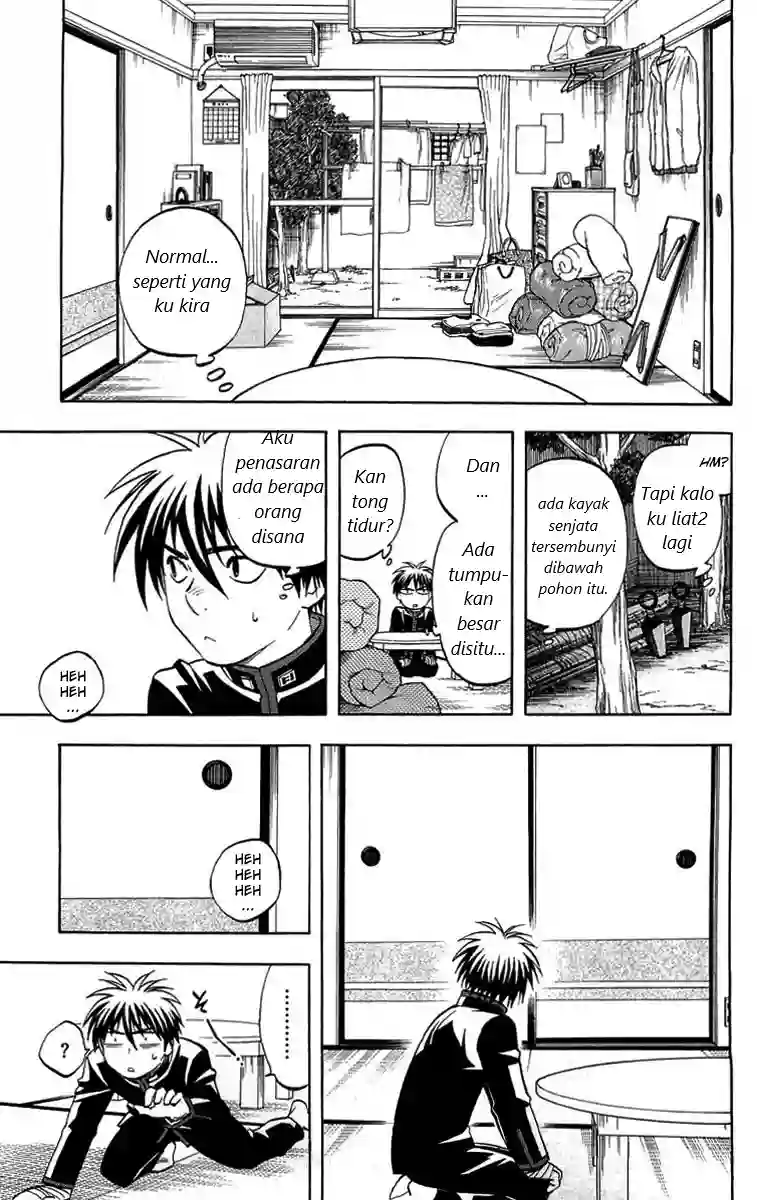 Normal...
seperti yang
ku kira
HM?
Tapi kalo
ku liat2
lagi
ada kayak
senjata
tersembunyi
dibawah
pohon itu.
Dan
...
Ada
tumpu-
kan
besar
disitu...
Kan
tong
tidur?
Aku
penasaran
ada berapa
orang
disana
HEH
HEH
...
HEH
HEH
HEH
...
.........
?